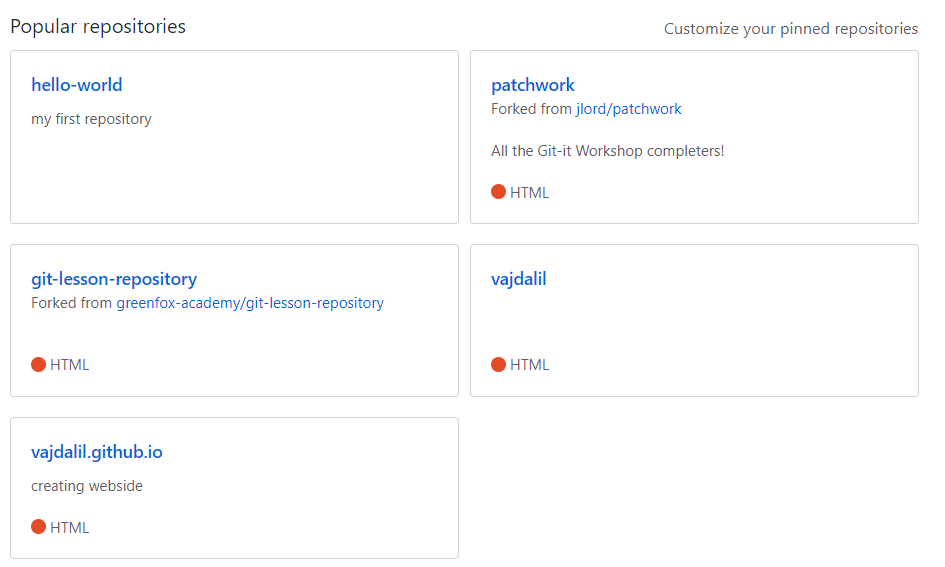 Popular repositories
Customize your pinned repositories
hello-world
my first repository
patchwork
Forked from jlord/patchwork
All the Git-it Workshop completers!
HTML
git-lesson-repository
Forked from greenfox-academy/git-lesson-repository
HTML
vajdalil
HTML
vajdalil.github.io
creating webside
HTML